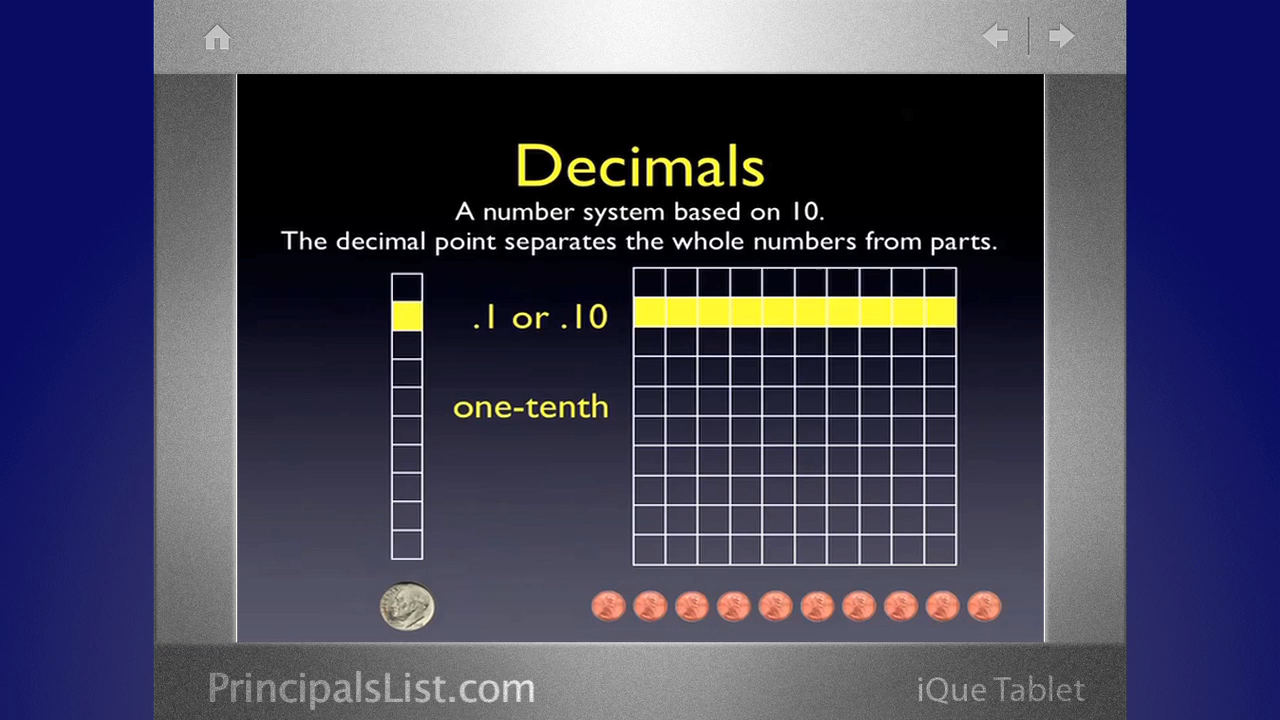 Decimals
A number system based on 10.
The decimal point separates the whole numbers from parts.
.1 or .10
one-tenth
PrincipalsList.com
iQue Tablet